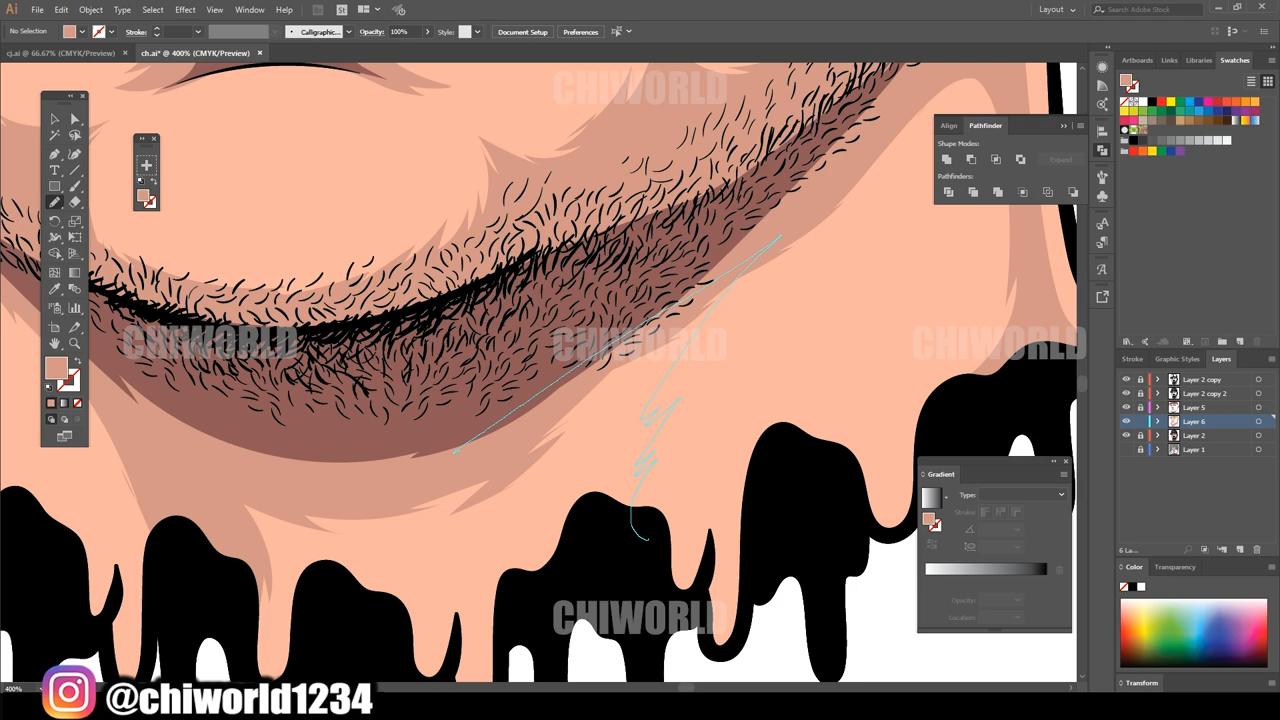 Ai File Edit Object Type Select Effect View Window Help Br St Layout Search Adobe Stock
No Selection Stroke: Calligraphic... Opacity: 100% Style: Document Setup Preferences
cj.ai @ 66.67% (CMYK/Preview) × ch.ai* @ 400% (CMYK/Preview) ×
Artboards Links Libraries Swatches
CHIWORLD
Align Pathfinder
Shape Modes:
Expand
Pathfinders:
CHIWORLD CHIWORLD CHIWORLD
Stroke Graphic Styles Layers
Layer 2 copy
Layer 2 copy 2
Layer 5
Layer 6
Layer 2
Layer 1
Gradient
Type:
Stroke:
Opacity:
Location:
6 La...
Color Transparency
CHIWORLD
Transform
400%
@chiworld1234